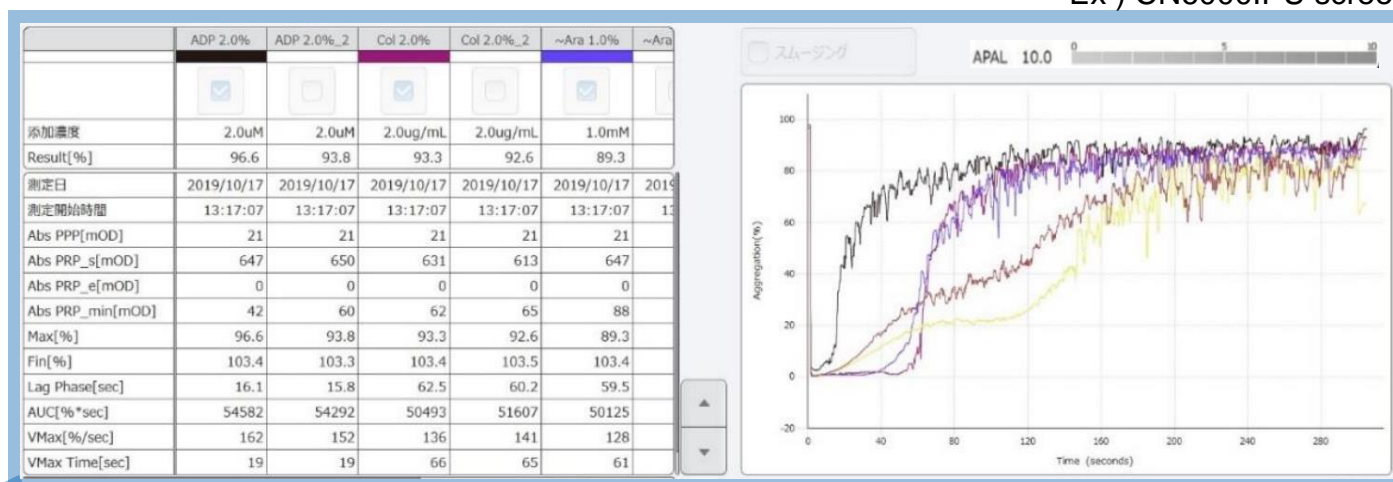 Ex ) CN6000IPU screen
ADP 2.0% ADP 2.0%_2 Col 2.0% Col 2.0%_2 ~Ara 1.0% ~Ara
添加濃度 2.0uM 2.0uM 2.0ug/mL 2.0ug/mL 1.0mM
Result[%] 96.6 93.8 93.3 92.6 89.3
測定日 2019/10/17 2019/10/17 2019/10/17 2019/10/17 2019/10/17 2019
測定開始時間 13:17:07 13:17:07 13:17:07 13:17:07 13:17:07 13
Abs PPP[mOD] 21 21 21 21 21
Abs PRP_s[mOD] 647 650 631 613 647
Abs PRP_e[mOD] 0 0 0 0 0
Abs PRP_min[mOD] 42 60 62 65 88
Max[%] 96.6 93.8 93.3 92.6 89.3
Fin[%] 103.4 103.3 103.4 103.5 103.4
Lag Phase[sec] 16.1 15.8 62.5 60.2 59.5
AUC[%*sec] 54582 54292 50493 51607 50125
VMax[%/sec] 162 152 136 141 128
VMax Time[sec] 19 19 66 65 61
スムージング
APAL 10.0
0 5 10
100
80
60
40
20
0
-20
Aggregation(%)
0 40 80 120 160 200 240 280
Time (seconds)